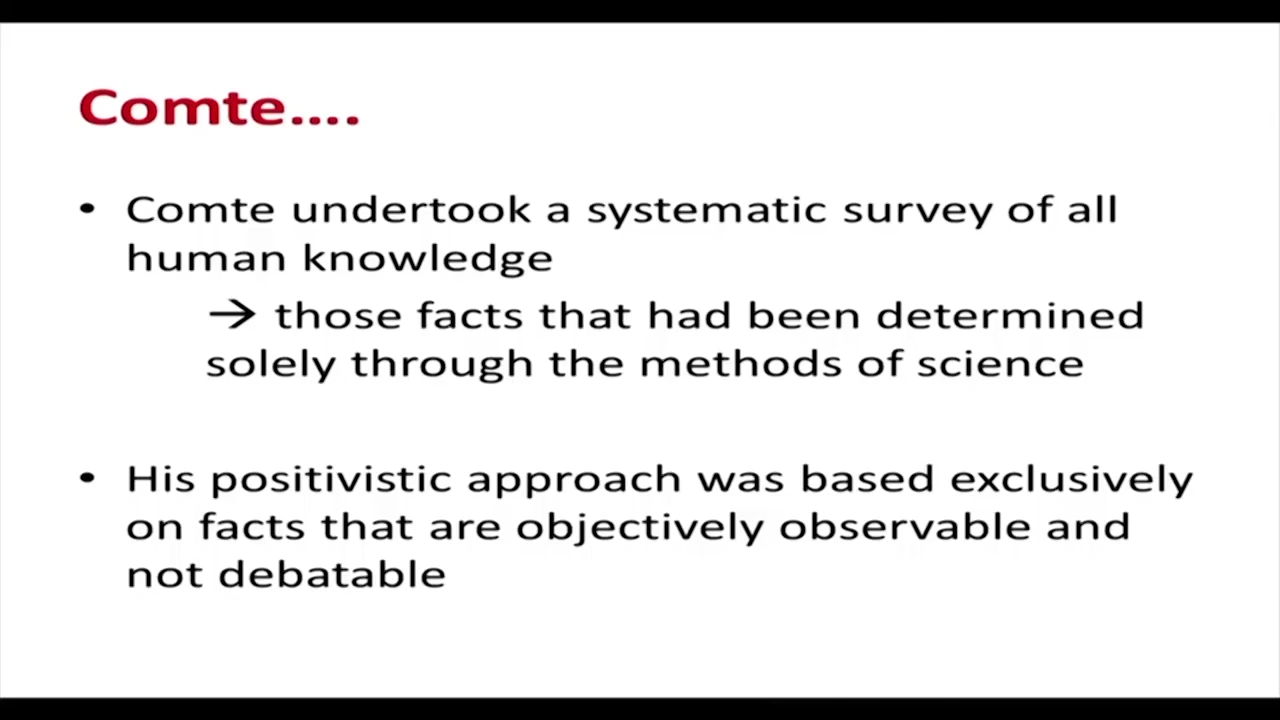 Comte....
• Comte undertook a systematic survey of all
human knowledge
→ those facts that had been determined
solely through the methods of science
• His positivistic approach was based exclusively
on facts that are objectively observable and
not debatable